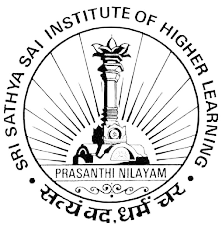 SRI SATHYA SAI INSTITUTE OF HIGHER LEARNING
PRASANTHI NILAYAM
• सत्यं वद, धर्मं चर •